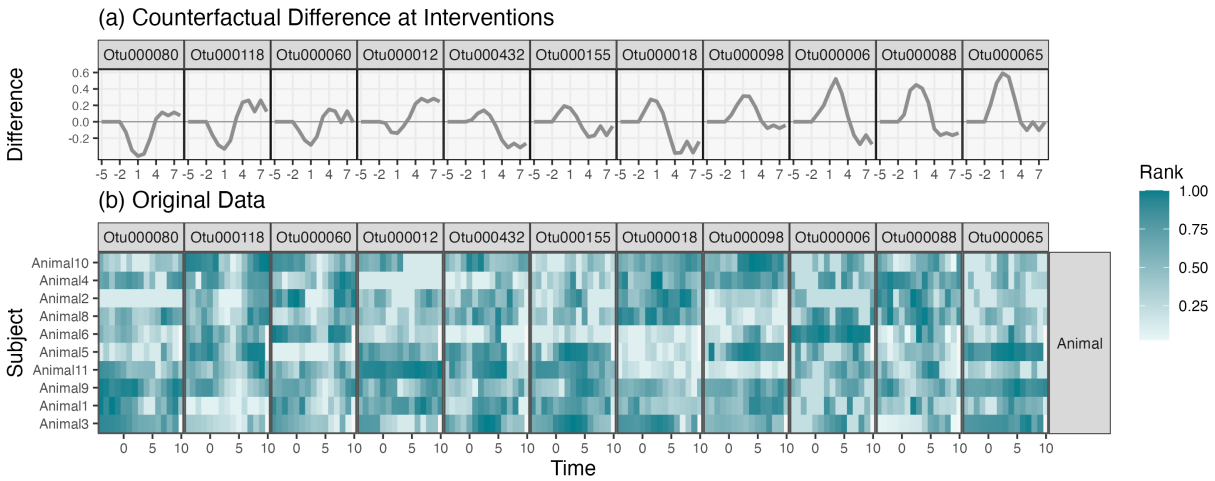 (a) Counterfactual Difference at Interventions
Otu000080 Otu000118 Otu000060 Otu000012 Otu000432 Otu000155 Otu000018 Otu000098 Otu000006 Otu000088 Otu000065
Difference
0.6
0.4
0.2
0.0
-0.2
-5 -2 1 4 7 -5 -2 1 4 7 -5 -2 1 4 7 -5 -2 1 4 7 -5 -2 1 4 7 -5 -2 1 4 7 -5 -2 1 4 7 -5 -2 1 4 7 -5 -2 1 4 7 -5 -2 1 4 7 -5 -2 1 4 7
(b) Original Data
Otu000080 Otu000118 Otu000060 Otu000012 Otu000432 Otu000155 Otu000018 Otu000098 Otu000006 Otu000088 Otu000065
Subject
Animal10
Animal4
Animal2
Animal8
Animal6
Animal5
Animal11
Animal9
Animal1
Animal3
Animal
0 5 10 0 5 10 0 5 10 0 5 10 0 5 10 0 5 10 0 5 10 0 5 10 0 5 10 0 5 10 0 5 10
Time
Rank
1.00
0.75
0.50
0.25